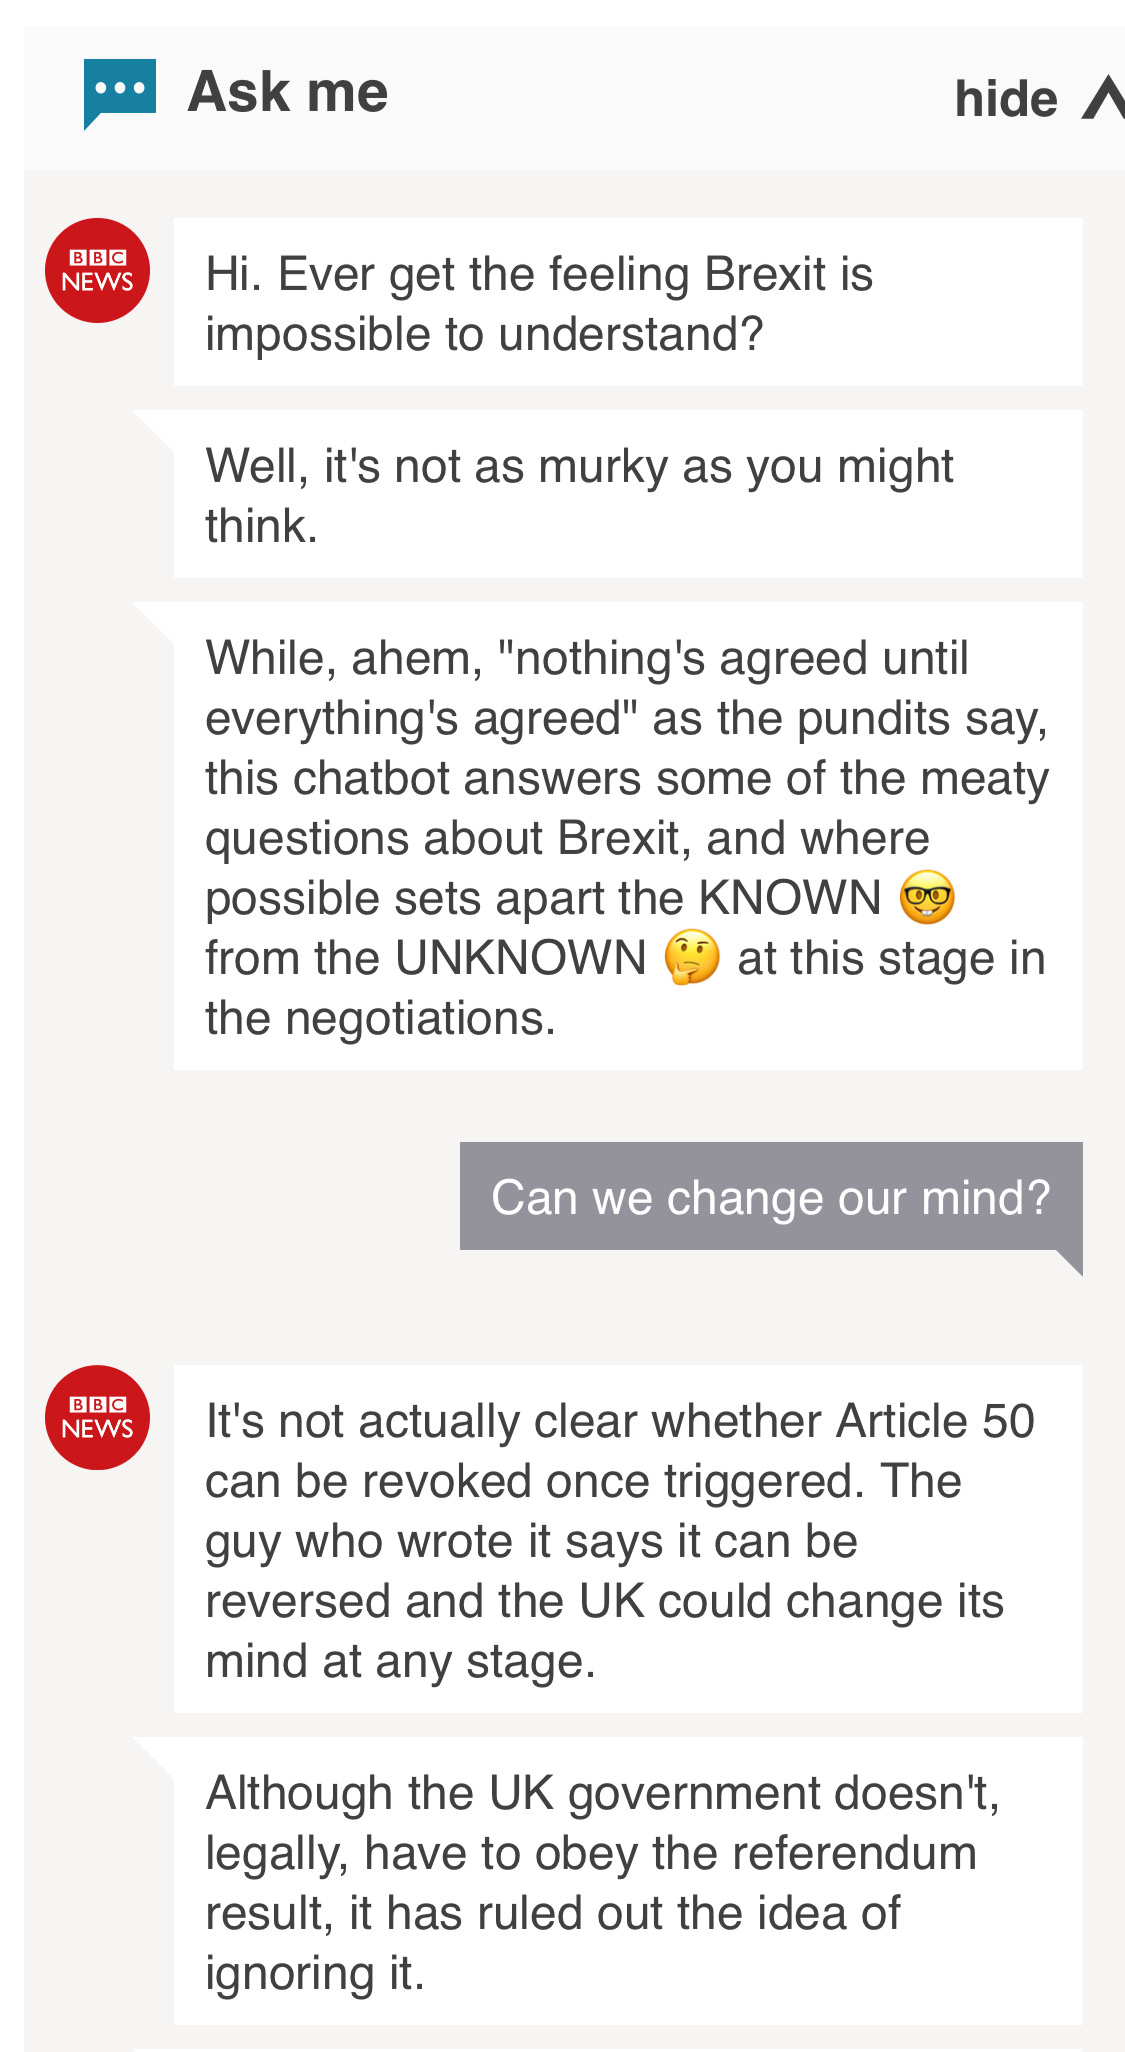 Ask me
hide
BBC
NEWS
Hi. Ever get the feeling Brexit is
impossible to understand?
Well, it's not as murky as you might
think.
While, ahem, "nothing's agreed until
everything's agreed" as the pundits say,
this chatbot answers some of the meaty
questions about Brexit, and where
possible sets apart the KNOWN 🤓
from the UNKNOWN 🤔 at this stage in
the negotiations.
Can we change our mind?
BBC
NEWS
It's not actually clear whether Article 50
can be revoked once triggered. The
guy who wrote it says it can be
reversed and the UK could change its
mind at any stage.
Although the UK government doesn't,
legally, have to obey the referendum
result, it has ruled out the idea of
ignoring it.